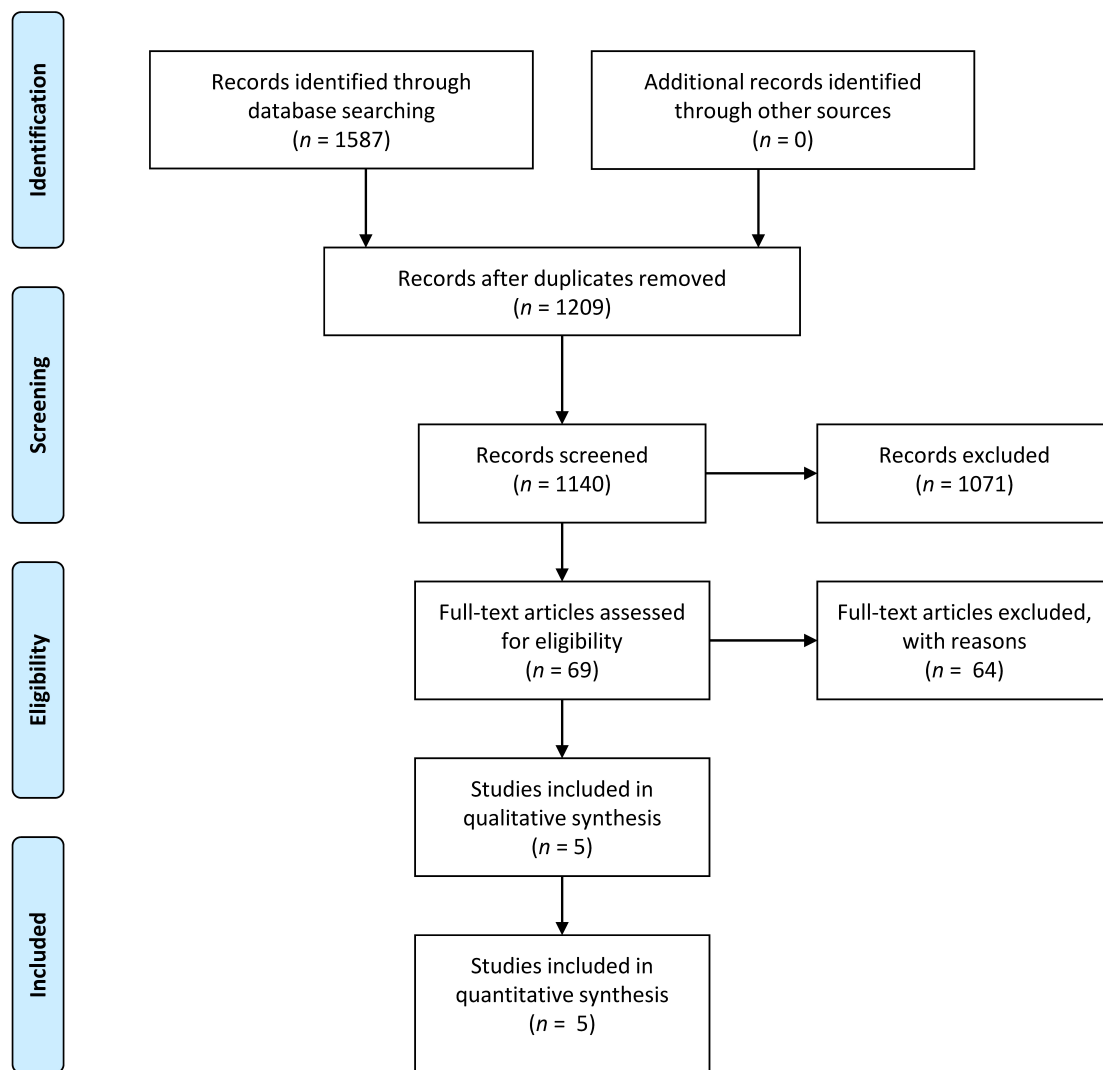 Identification
Records identified through
database searching
(n = 1587)
Additional records identified
through other sources
(n = 0)
Records after duplicates removed
(n = 1209)
Screening
Records screened
(n = 1140)
Records excluded
(n = 1071)
Eligibility
Full-text articles assessed
for eligibility
(n = 69)
Full-text articles excluded,
with reasons
(n = 64)
Studies included in
qualitative synthesis
(n = 5)
Included
Studies included in
quantitative synthesis
(n = 5)